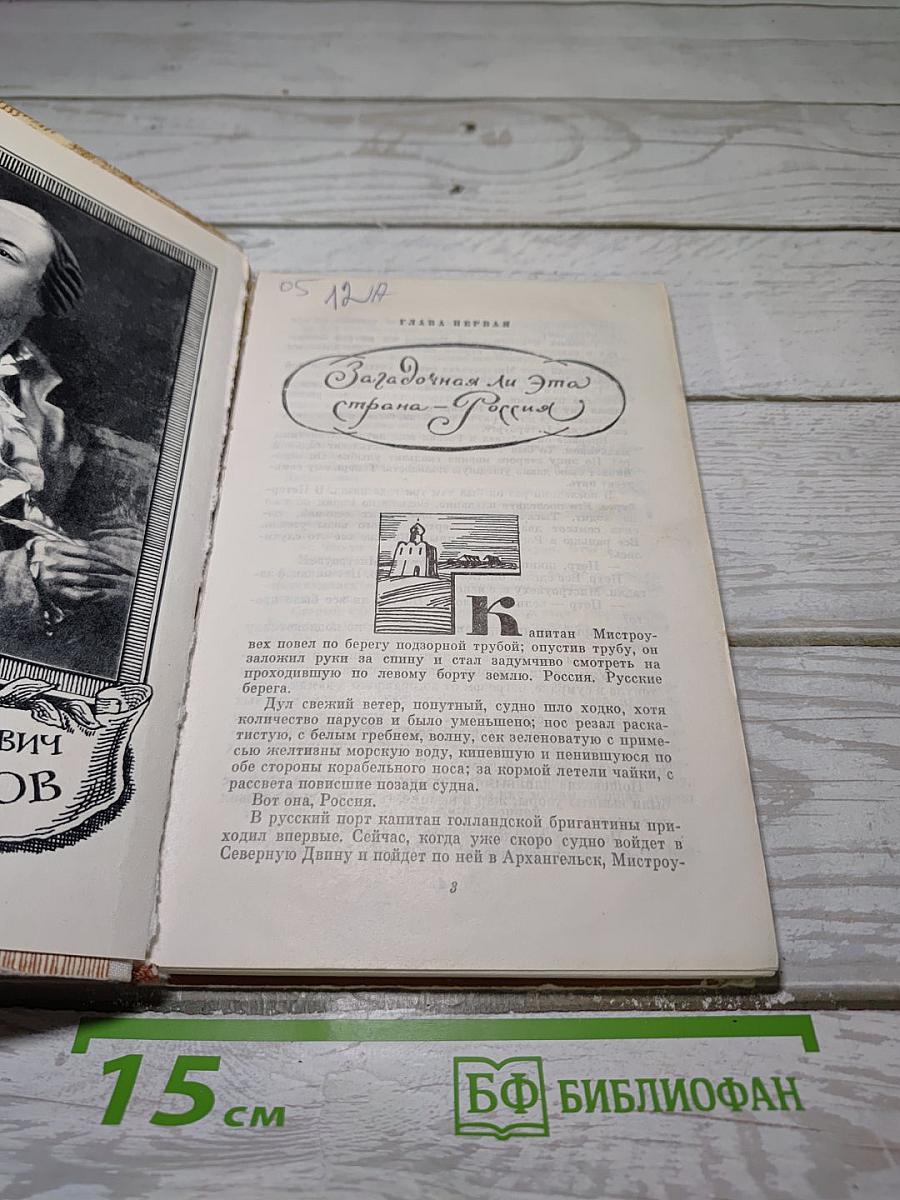 ВИЧ
ОВ
05 12
ГЛАВА ПЕРВАЯ
Загадочная ли эта
страна — Россия
Капитан Мистроу-
вех повел по берегу подзорной трубой; опустив трубу, он
заложил руки за спину и стал задумчиво смотреть на
проходившую по левому борту землю. Россия. Русские
берега.
Дул свежий ветер, попутный, судно шло ходко, хотя
количество парусов и было уменьшено; нос резал раска-
тистую, с белым гребнем, волну, сек зеленоватую с приме-
сью желтизны морскую воду, кипевшую и пенившуюся по
обе стороны корабельного носа; за кормой летели чайки, с
рассвета повисшие позади судна.
Вот она, Россия.
В русский порт капитан голландской бригантины при-
ходил впервые. Сейчас, когда уже скоро судно войдет в
Северную Двину и пойдет по ней в Архангельск, Мистроу-
3
15 см
БФ БИБЛИОФАН